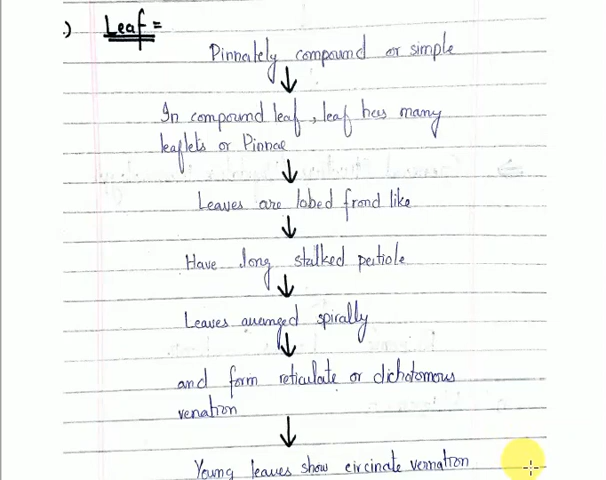 .) Leaf =
Pinnately compound or simple
↓
In compound leaf, leaf has many
leaflets or Pinnae
↓
Leaves are lobed frond like
↓
Have long stalked petiole
↓
Leaves arranged spirally
↓
and form reticulate or dichotomous
venation
↓
Young leaves show circinate vernation